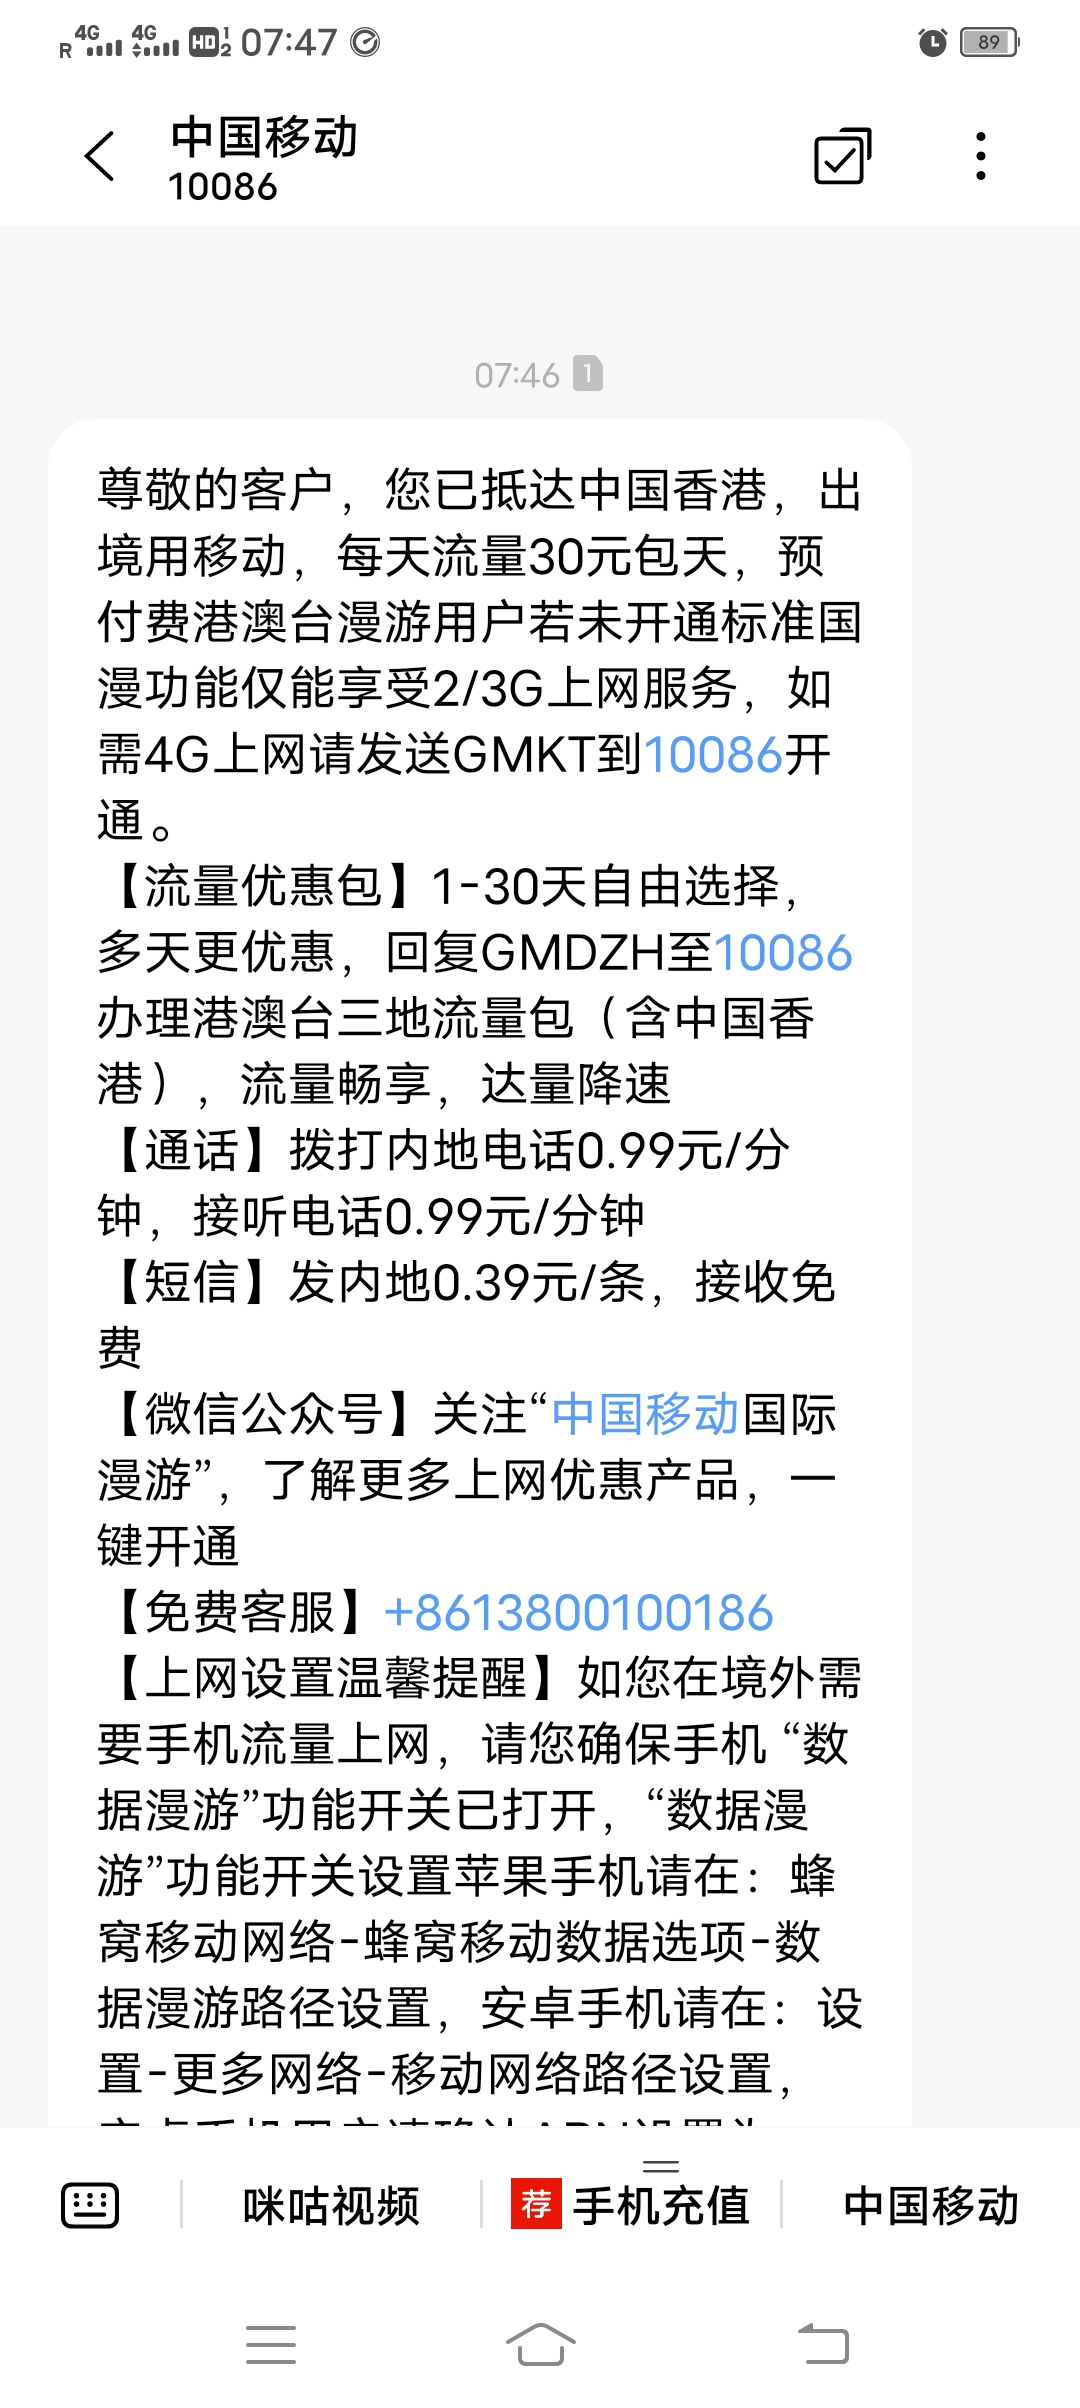 R 4G 4G HD 1 2 07:47 89
中国移动
10086
07:46 1
尊敬的客户，您已抵达中国香港，出
境用移动，每天流量30元包天，预
付费港澳台漫游用户若未开通标准国
漫功能仅能享受2/3G上网服务，如
需4G上网请发送GMKT到10086开
通。
【流量优惠包】1-30天自由选择，
多天更优惠，回复GMDZH至10086
办理港澳台三地流量包（含中国香
港），流量畅享，达量降速
【通话】拨打内地电话0.99元/分
钟，接听电话0.99元/分钟
【短信】发内地0.39元/条，接收免
费
【微信公众号】关注“中国移动国际
漫游”，了解更多上网优惠产品，一
键开通
【免费客服】+8613800100186
【上网设置温馨提醒】如您在境外需
要手机流量上网，请您确保手机 “数
据漫游”功能开关已打开，“数据漫
游”功能开关设置苹果手机请在：蜂
窝移动网络-蜂窝移动数据选项-数
据漫游路径设置，安卓手机请在：设
置-更多网络-移动网络路径设置，
咪咕视频 荐 手机充值 中国移动